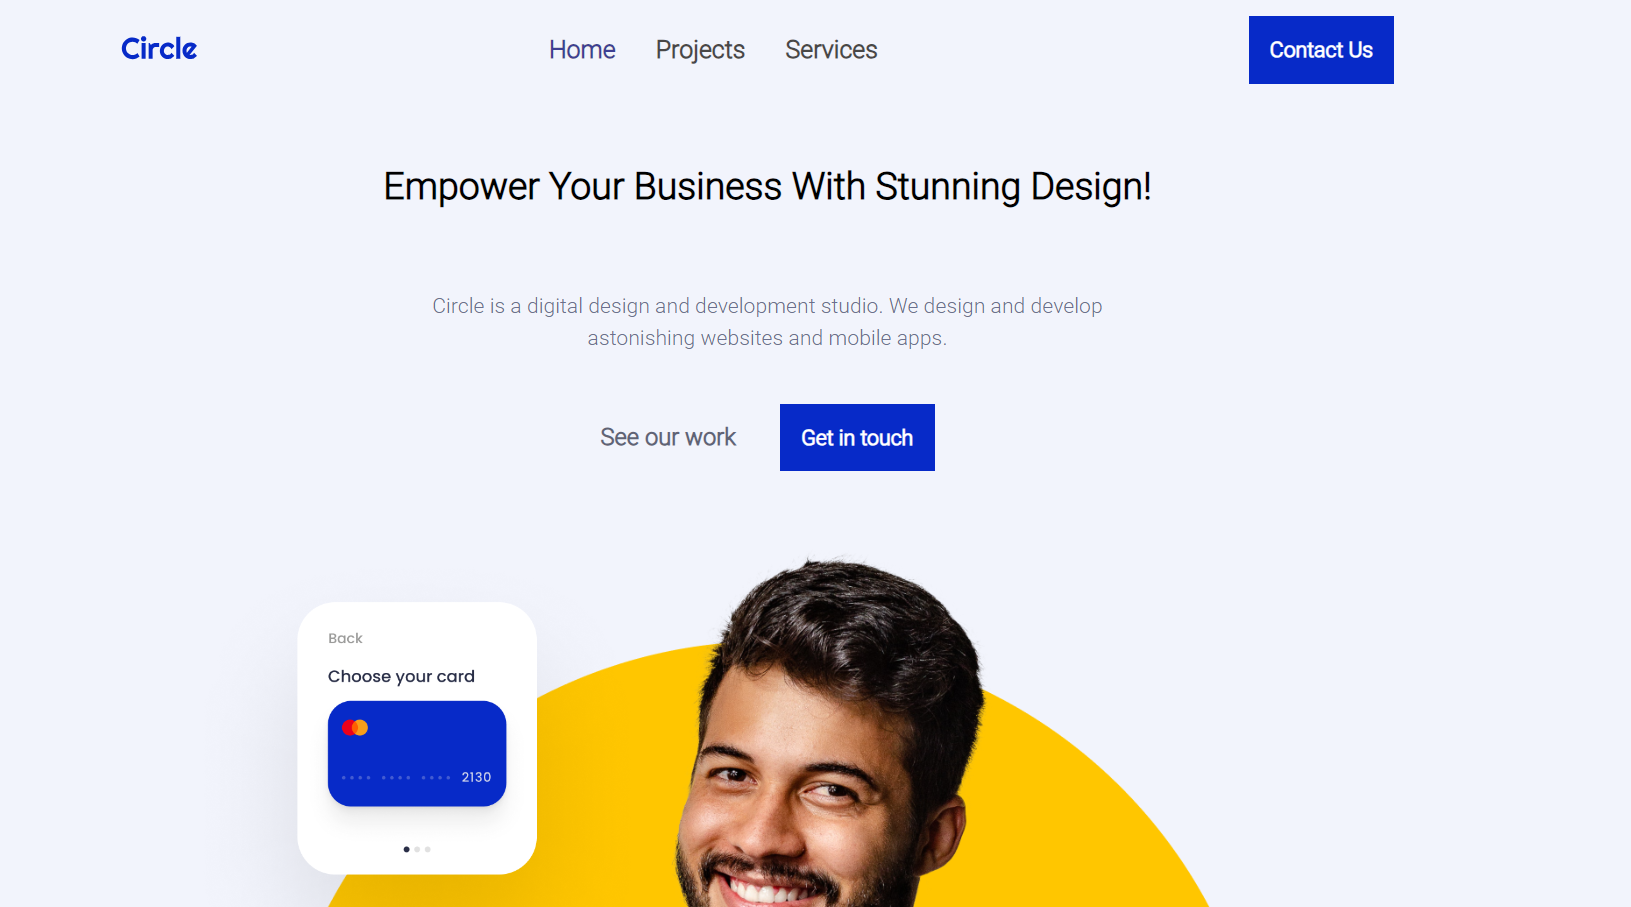 Circle
Home Projects Services
Contact Us
Empower Your Business With Stunning Design!
Circle is a digital design and development studio. We design and develop
astonishing websites and mobile apps.
See our work
Get in touch
Back
Choose your card
2130